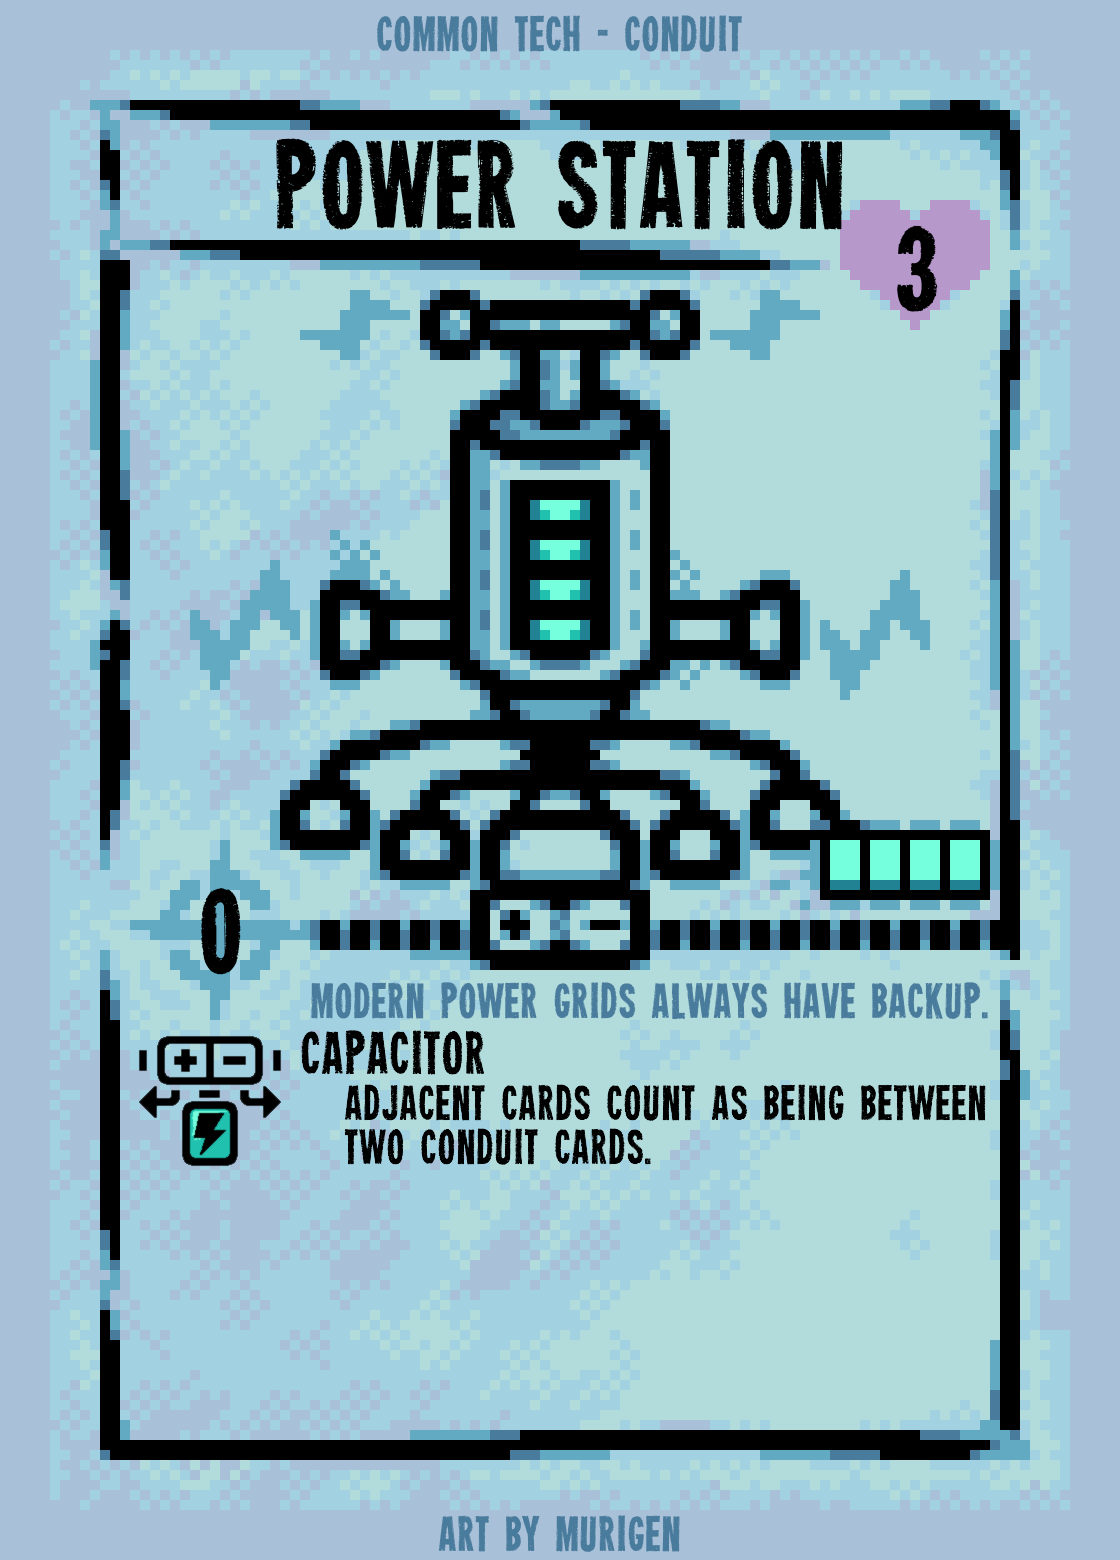 COMMON TECH - CONDUIT
POWER STATION
3
0
MODERN POWER GRIDS ALWAYS HAVE BACKUP.
CAPACITOR
ADJACENT CARDS COUNT AS BEING BETWEEN
TWO CONDUIT CARDS.
ART BY MURIGEN